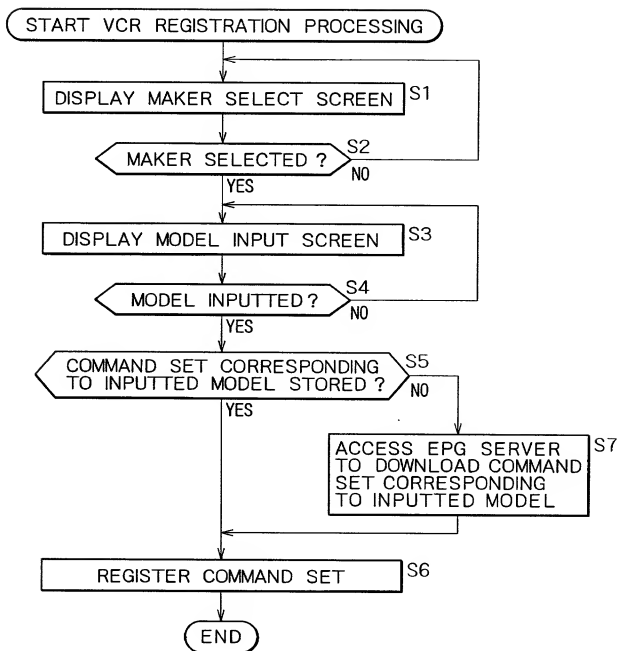 START VCR REGISTRATION PROCESSING
DISPLAY MAKER SELECT SCREEN
S1
MAKER SELECTED ?
S2
NO
YES
DISPLAY MODEL INPUT SCREEN
S3
MODEL INPUTTED ?
S4
NO
YES
COMMAND SET CORRESPONDING
TO INPUTTED MODEL STORED ?
S5
NO
YES
ACCESS EPG SERVER
TO DOWNLOAD COMMAND
SET CORRESPONDING
TO INPUTTED MODEL
S7
REGISTER COMMAND SET
S6
END